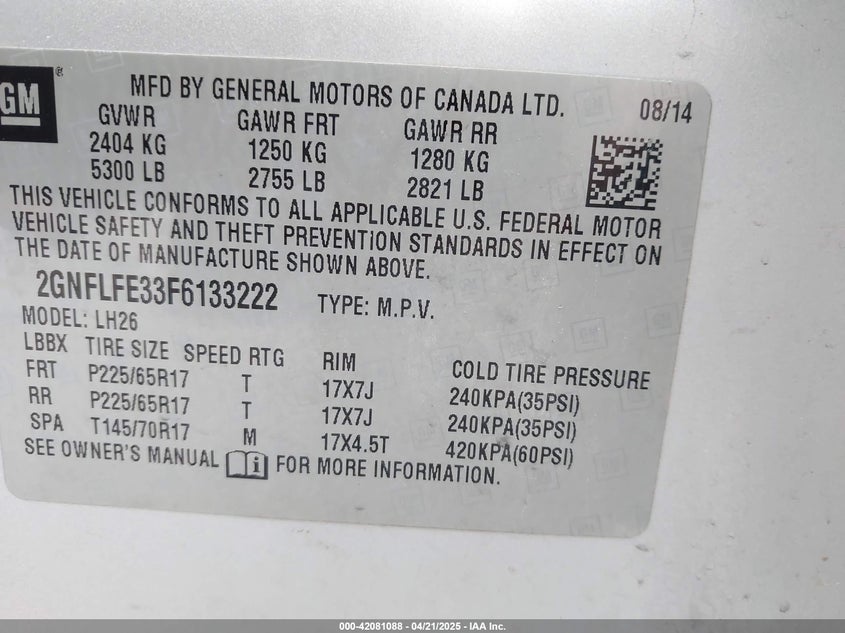 GM ®
MFD BY GENERAL MOTORS OF CANADA LTD. 08/14
GVWR GAWR FRT GAWR RR
2404 KG 1250 KG 1280 KG
5300 LB 2755 LB 2821 LB
THIS VEHICLE CONFORMS TO ALL APPLICABLE U.S. FEDERAL MOTOR
VEHICLE SAFETY AND THEFT PREVENTION STANDARDS IN EFFECT ON
THE DATE OF MANUFACTURE SHOWN ABOVE.
2GNFLFE33F6133222 TYPE: M.P.V.
MODEL: LH26
LBBX TIRE SIZE SPEED RTG RIM COLD TIRE PRESSURE
FRT P225/65R17 T 17X7J 240KPA(35PSI)
RR P225/65R17 T 17X7J 240KPA(35PSI)
SPA T145/70R17 M 17X4.5T 420KPA(60PSI)
SEE OWNER'S MANUAL FOR MORE INFORMATION.
000-42081088 - 04/21/2025 - IAA Inc.